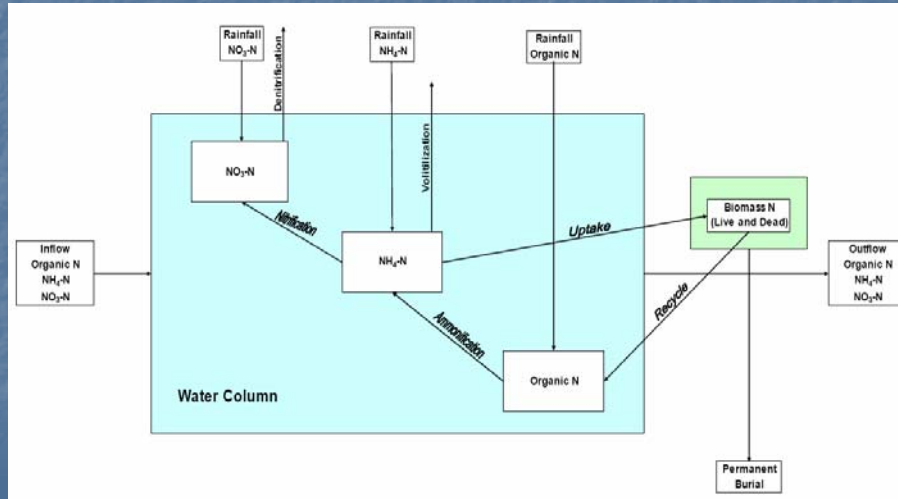 Rainfall
NO₃-N
Denitrification
Rainfall
NH₄-N
Volitilization
Rainfall
Organic N
NO₃-N
Nitrification
NH₄-N
Uptake
Biomass N
(Live and Dead)
Inflow
Organic N
NH₄-N
NO₃-N
Outflow
Organic N
NH₄-N
NO₃-N
Recycle
Ammonification
Organic N
Water Column
Permanent
Burial